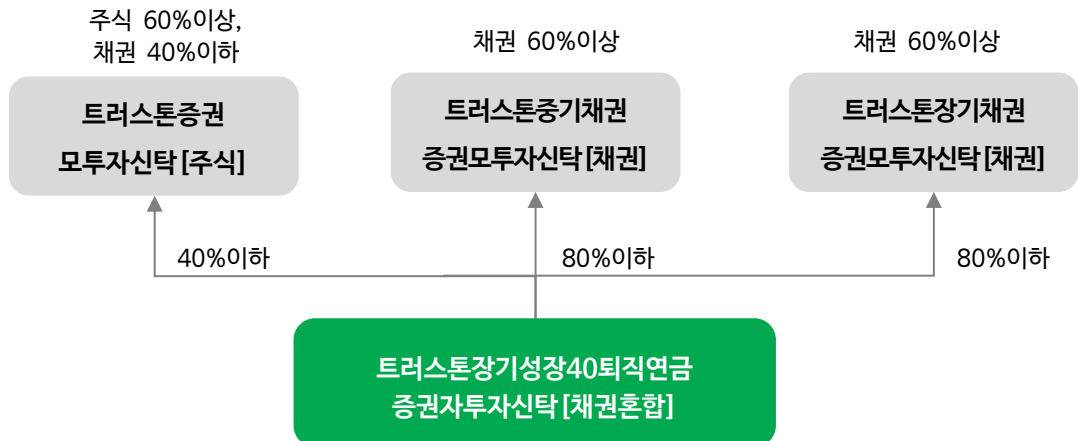 주식 60%이상,
채권 40%이하
트러스톤증권
모투자신탁[주식]
채권 60%이상
트러스톤중기채권
증권모투자신탁[채권]
채권 60%이상
트러스톤장기채권
증권모투자신탁[채권]
40%이하
80%이하
80%이하
트러스톤장기성장40퇴직연금
증권자투자신탁[채권혼합]